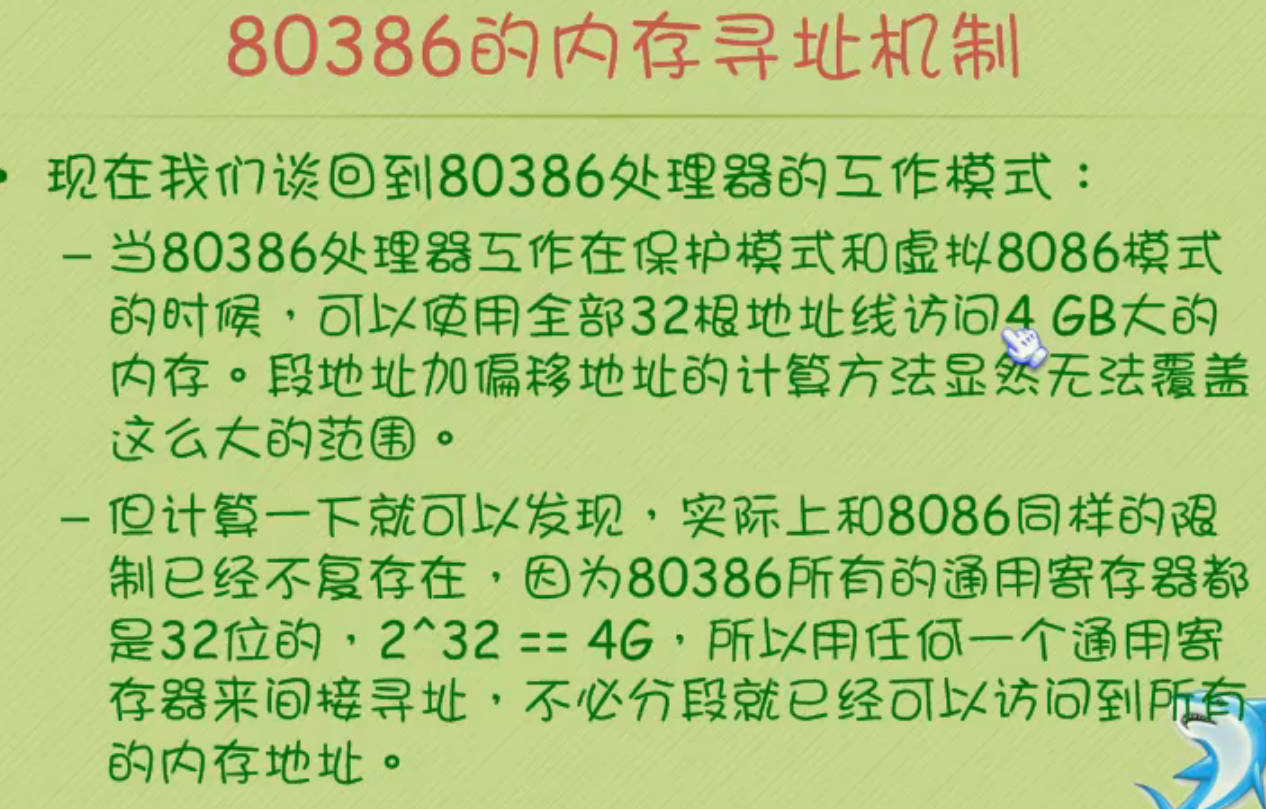 80386的内存寻址机制
• 现在我们谈回到80386处理器的工作模式：
– 当80386处理器工作在保护模式和虚拟8086模式
的时候，可以使用全部32根地址线访问4 GB大的
内存。段地址加偏移地址的计算方法显然无法覆盖
这么大的范围。
– 但计算一下就可以发现，实际上和8086同样的限
制已经不复存在，因为80386所有的通用寄存器都
是32位的，2^32 == 4G，所以用任何一个通用寄
存器来间接寻址，不必分段就已经可以访问到所有
的内存地址。